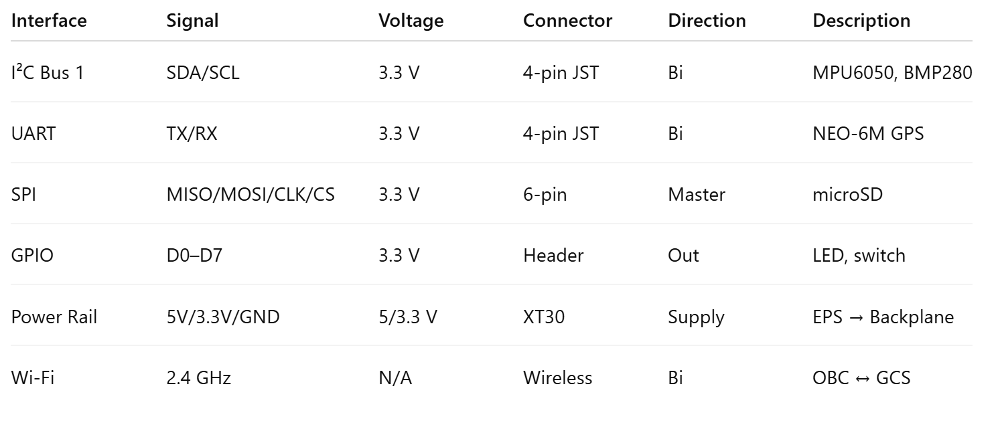 Interface Signal Voltage Connector Direction Description
I²C Bus 1 SDA/SCL 3.3 V 4-pin JST Bi MPU6050, BMP280
UART TX/RX 3.3 V 4-pin JST Bi NEO-6M GPS
SPI MISO/MOSI/CLK/CS 3.3 V 6-pin Master microSD
GPIO D0–D7 3.3 V Header Out LED, switch
Power Rail 5V/3.3V/GND 5/3.3 V XT30 Supply EPS → Backplane
Wi-Fi 2.4 GHz N/A Wireless Bi OBC ↔ GCS